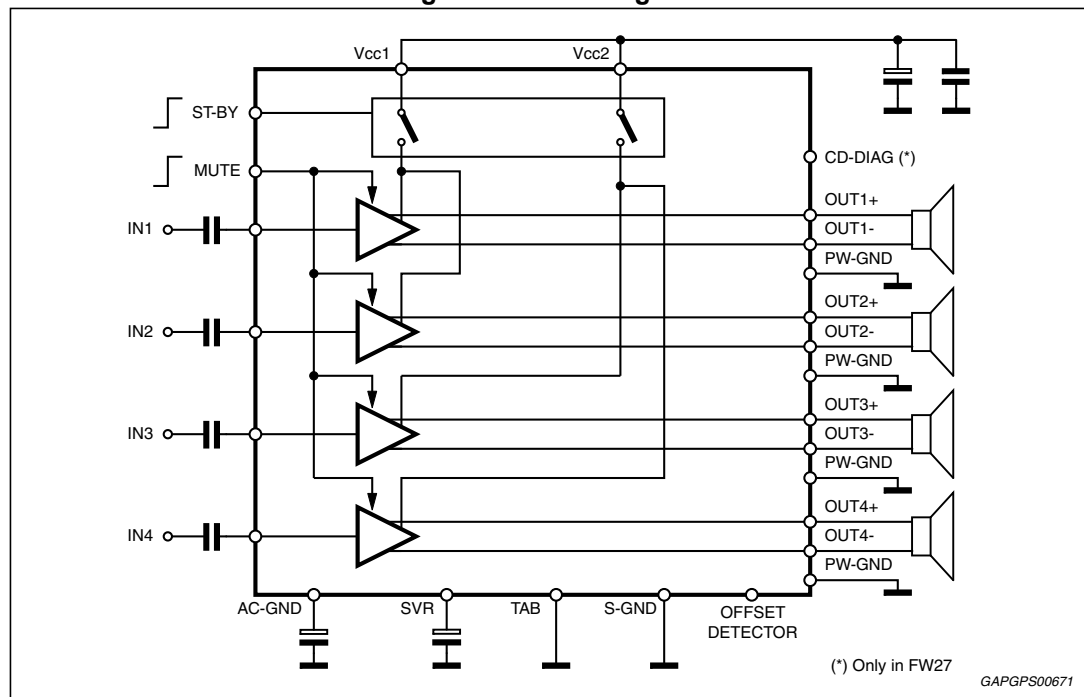 Vcc1
Vcc2
ST-BY
MUTE
CD-DIAG (*)
IN1
OUT1+
OUT1-
PW-GND
IN2
OUT2+
OUT2-
PW-GND
IN3
OUT3+
OUT3-
PW-GND
IN4
OUT4+
OUT4-
PW-GND
AC-GND
SVR
TAB
S-GND
OFFSET
DETECTOR
(*) Only in FW27
GAPGPS00671